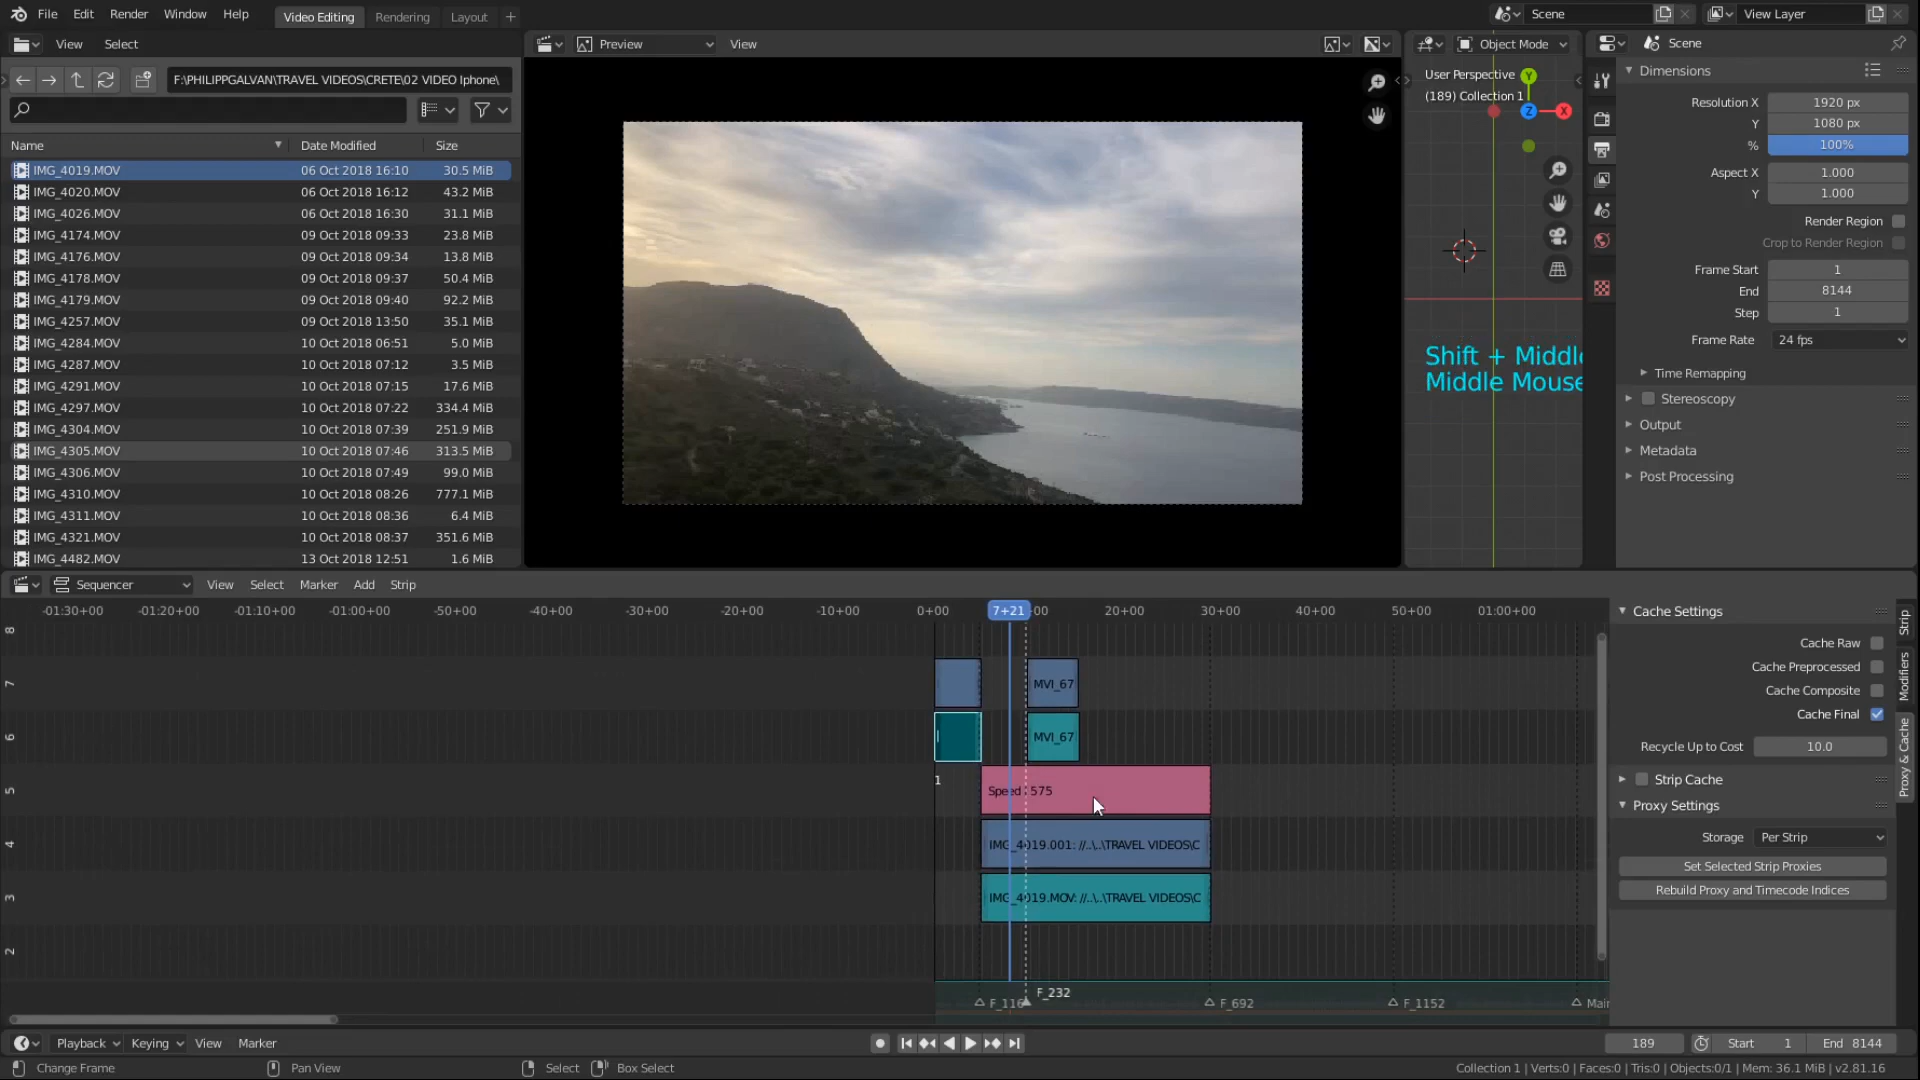 File Edit Render Window Help Video Editing Rendering Layout + Scene View Layer
View Select
Preview View
Object Mode
Scene
F:\PHILIPPGALVAN\TRAVEL VIDEOS\CRETE\02 VIDEO Iphone\
Name Date Modified Size
IMG_4019.MOV 06 Oct 2018 16:10 30.5 MiB
IMG_4020.MOV 06 Oct 2018 16:12 43.2 MiB
IMG_4026.MOV 06 Oct 2018 16:30 31.1 MiB
IMG_4174.MOV 09 Oct 2018 09:33 23.8 MiB
IMG_4176.MOV 09 Oct 2018 09:34 13.8 MiB
IMG_4178.MOV 09 Oct 2018 09:37 50.4 MiB
IMG_4179.MOV 09 Oct 2018 09:40 92.2 MiB
IMG_4257.MOV 09 Oct 2018 13:50 35.1 MiB
IMG_4284.MOV 10 Oct 2018 06:51 5.0 MiB
IMG_4287.MOV 10 Oct 2018 07:12 3.5 MiB
IMG_4291.MOV 10 Oct 2018 07:15 17.6 MiB
IMG_4297.MOV 10 Oct 2018 07:22 334.4 MiB
IMG_4304.MOV 10 Oct 2018 07:39 251.9 MiB
IMG_4305.MOV 10 Oct 2018 07:46 313.5 MiB
IMG_4306.MOV 10 Oct 2018 07:49 99.0 MiB
IMG_4310.MOV 10 Oct 2018 08:26 777.1 MiB
IMG_4311.MOV 10 Oct 2018 08:36 6.4 MiB
IMG_4321.MOV 10 Oct 2018 08:37 351.6 MiB
IMG_4482.MOV 13 Oct 2018 12:51 1.6 MiB
User Perspective
(189) Collection 1
Y
Z
X
Shift + Middle
Middle Mouse
Dimensions
Resolution X 1920 px
Y 1080 px
% 100%
Aspect X 1.000
Y 1.000
Render Region
Crop to Render Region
Frame Start 1
End 8144
Step 1
Frame Rate 24 fps
Time Remapping
Stereoscopy
Output
Metadata
Post Processing
Sequencer View Select Marker Add Strip
-01:30+00 -01:20+00 -01:10+00 -01:00+00 -50+00 -40+00 -30+00 -20+00 -10+00 0+00 7+21 +00 20+00 30+00 40+00 50+00 01:00+00
8
7 MVI_67
6 MVI_67
1
5 Speed : 575
4 IMG_4019.001: //..\..\TRAVEL VIDEOS\C
3 IMG_4019.MOV: //..\..\TRAVEL VIDEOS\C
2
F_116 F_232 F_692 F_1152 Main
Cache Settings
Cache Raw
Cache Preprocessed
Cache Composite
Cache Final
Recycle Up to Cost 10.0
Strip Cache
Proxy Settings
Storage Per Strip
Set Selected Strip Proxies
Rebuild Proxy and Timecode Indices
Strip
Modifiers
Proxy & Cache
Playback Keying View Marker 189 Start 1 End 8144
Change Frame Pan View Select Box Select Collection 1 | Verts:0 | Faces:0 | Tris:0 | Objects:0/1 | Mem: 36.1 MiB | v2.81.16